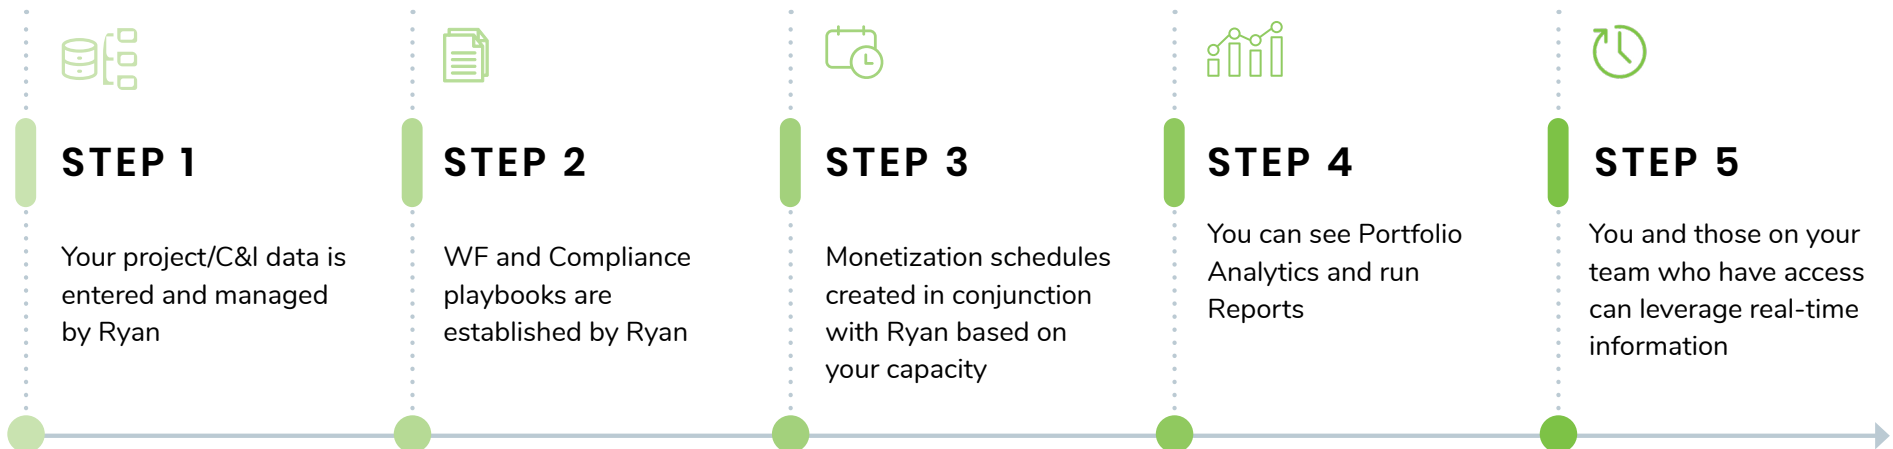 STEP 1
Your project/C&I data is
entered and managed
by Ryan
STEP 2
WF and Compliance
playbooks are
established by Ryan
STEP 3
Monetization schedules
created in conjunction
with Ryan based on
your capacity
STEP 4
You can see Portfolio
Analytics and run
Reports
STEP 5
You and those on your
team who have access
can leverage real-time
information